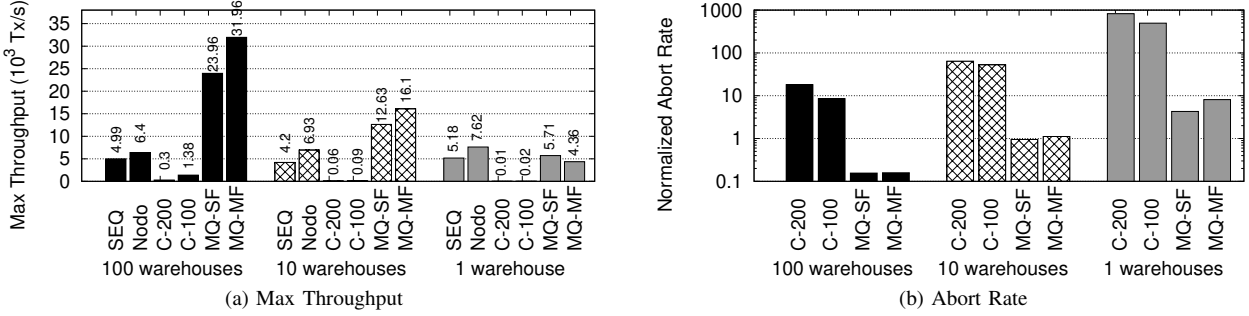 Max Throughput (10³ Tx/s)
35
30
25
20
15
10
5
0
4.99
6.4
0.3
1.38
23.96
31.96
4.2
6.93
0.06
0.09
12.63
16.1
5.18
7.62
0.01
0.02
5.71
4.36
SEQ
Nodo
C-200
C-100
MQ-SF
MQ-MF
SEQ
Nodo
C-200
C-100
MQ-SF
MQ-MF
SEQ
Nodo
C-200
C-100
MQ-SF
MQ-MF
100 warehouses
10 warehouses
1 warehouse
(a) Max Throughput
Normalized Abort Rate
1000
100
10
1
0.1
C-200
C-100
MQ-SF
MQ-MF
C-200
C-100
MQ-SF
MQ-MF
C-200
C-100
MQ-SF
MQ-MF
100 warehouses
10 warehouses
1 warehouses
(b) Abort Rate